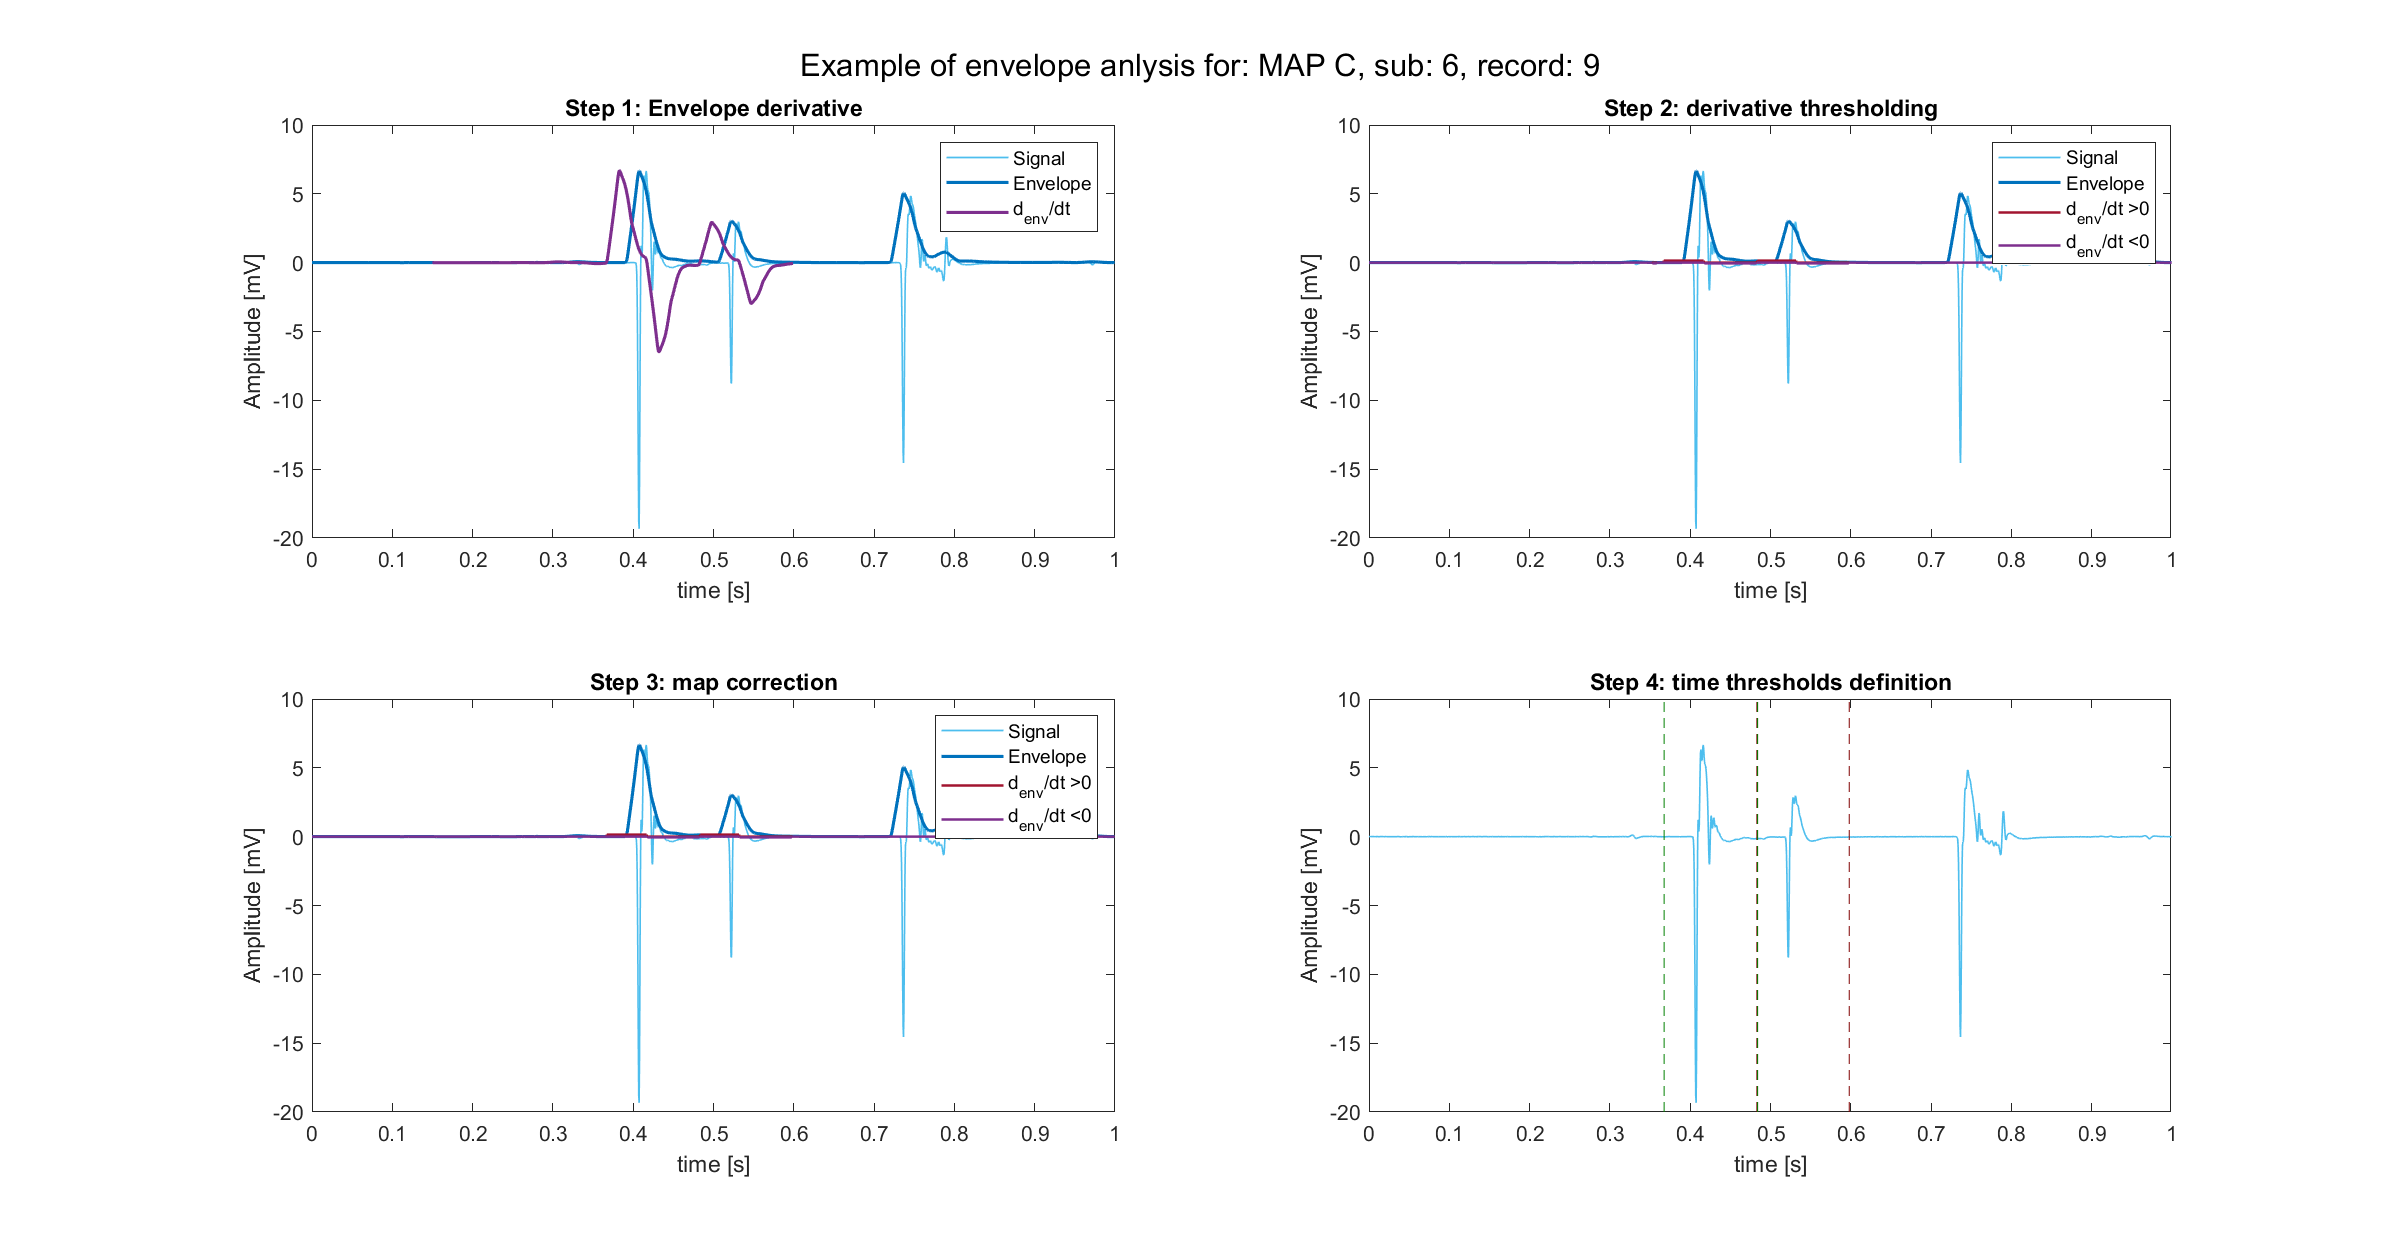 Example of envelope anlysis for: MAP C, sub: 6, record: 9
Step 1: Envelope derivative
10
5
0
-5
-10
-15
-20
Amplitude [mV]
0 0.1 0.2 0.3 0.4 0.5 0.6 0.7 0.8 0.9 1
time [s]
Signal
Envelope
d_env/dt
Step 2: derivative thresholding
10
5
0
-5
-10
-15
-20
Amplitude [mV]
0 0.1 0.2 0.3 0.4 0.5 0.6 0.7 0.8 0.9 1
time [s]
Signal
Envelope
d_env/dt >0
d_env/dt <0
Step 3: map correction
10
5
0
-5
-10
-15
-20
Amplitude [mV]
0 0.1 0.2 0.3 0.4 0.5 0.6 0.7 0.8 0.9 1
time [s]
Signal
Envelope
d_env/dt >0
d_env/dt <0
Step 4: time thresholds definition
10
5
0
-5
-10
-15
-20
Amplitude [mV]
0 0.1 0.2 0.3 0.4 0.5 0.6 0.7 0.8 0.9 1
time [s]